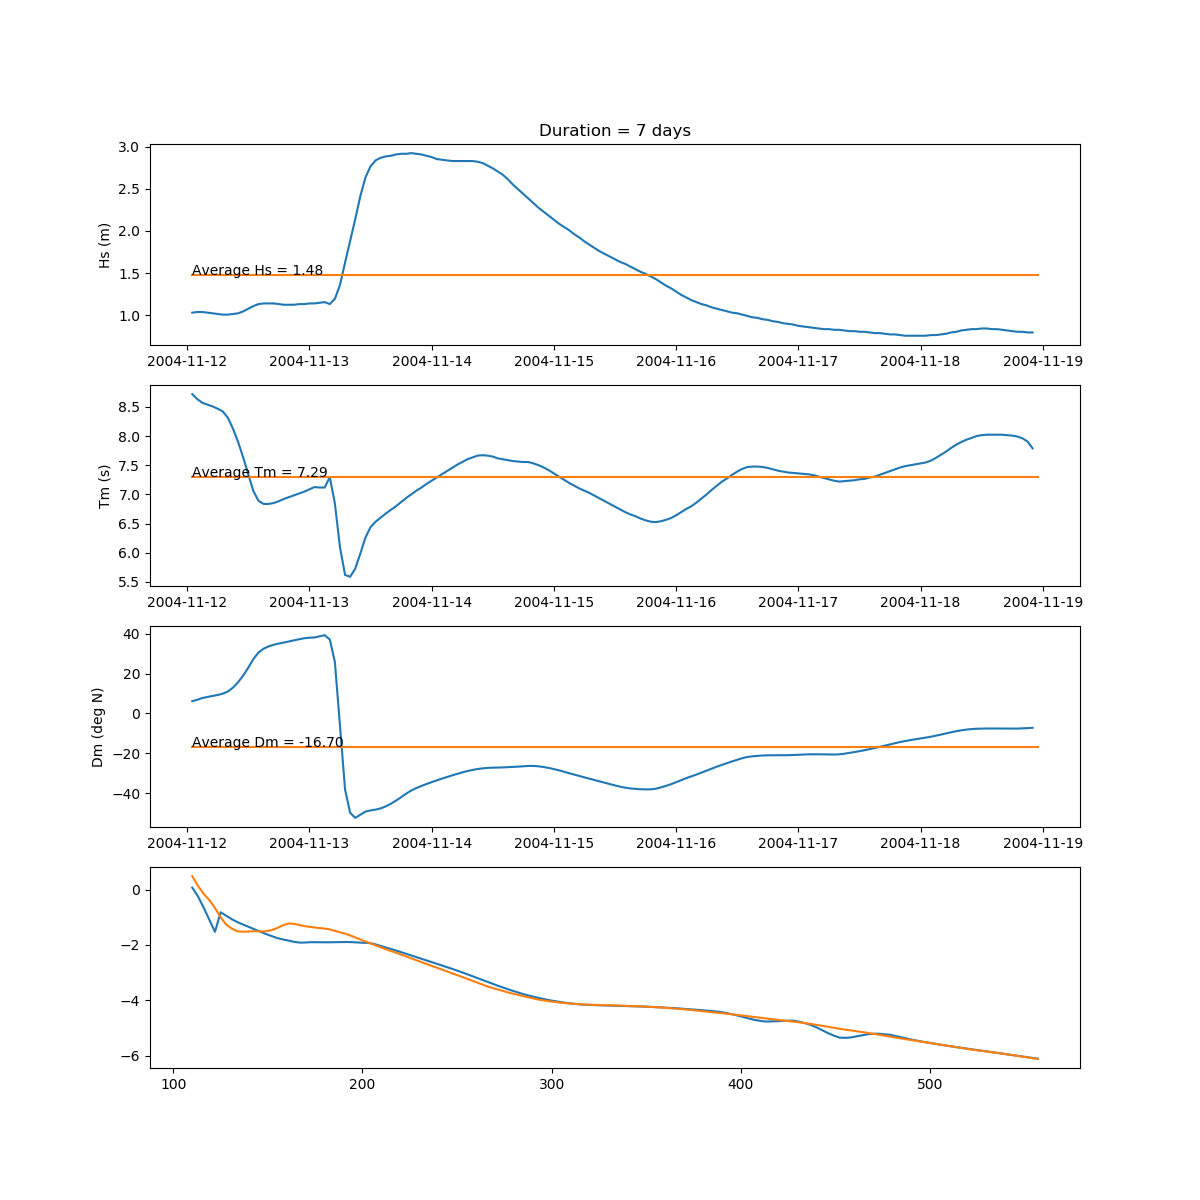 Duration = 7 days
3.0
2.5
2.0
1.5
1.0
Hs (m)
Average Hs = 1.48
2004-11-12 2004-11-13 2004-11-14 2004-11-15 2004-11-16 2004-11-17 2004-11-18 2004-11-19
8.5
8.0
7.5
7.0
6.5
6.0
5.5
Tm (s)
Average Tm = 7.29
2004-11-12 2004-11-13 2004-11-14 2004-11-15 2004-11-16 2004-11-17 2004-11-18 2004-11-19
40
20
0
−20
−40
Dm (deg N)
Average Dm = -16.70
2004-11-12 2004-11-13 2004-11-14 2004-11-15 2004-11-16 2004-11-17 2004-11-18 2004-11-19
0
−2
−4
−6
100 200 300 400 500